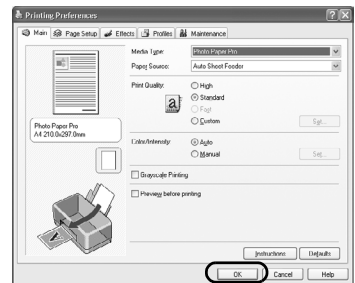 Printing Preferences
Main Page Setup Effects Profiles Maintenance
Media Type: Photo Paper Pro
Paper Source: Auto Sheet Feeder
Print Quality: High
Standard
Fast
Custom Set...
Photo Paper Pro
A4 210.0x297.0mm
Color/Intensity: Auto
Manual Set...
Grayscale Printing
Preview before printing
Instructions Defaults
OK Cancel Help